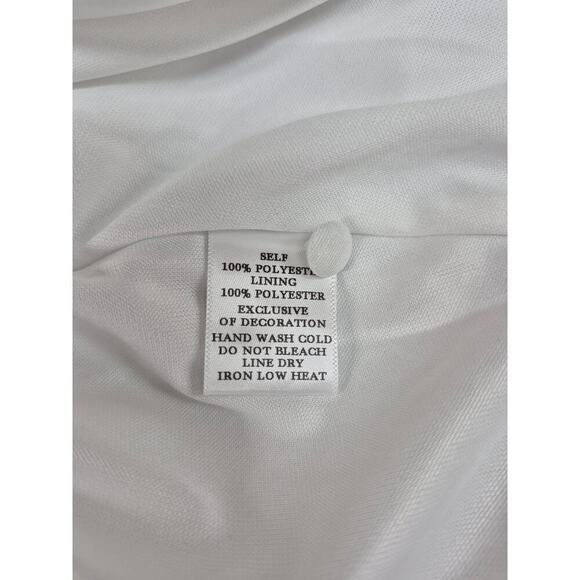 SELF
100% POLYESTE
LINING
100% POLYESTER
EXCLUSIVE
OF DECORATION
HAND WASH COLD
DO NOT BLEACH
LINE DRY
IRON LOW HEAT